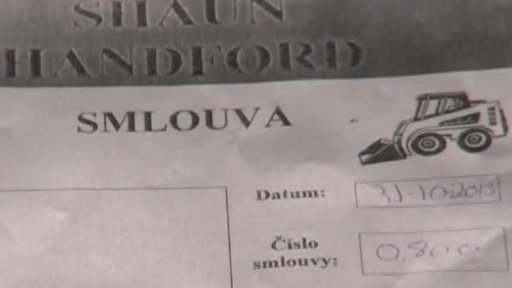 SHAUN
HANDFORD
SMLOUVA
Datum: 31-10-2013
Číslo
smlouvy: